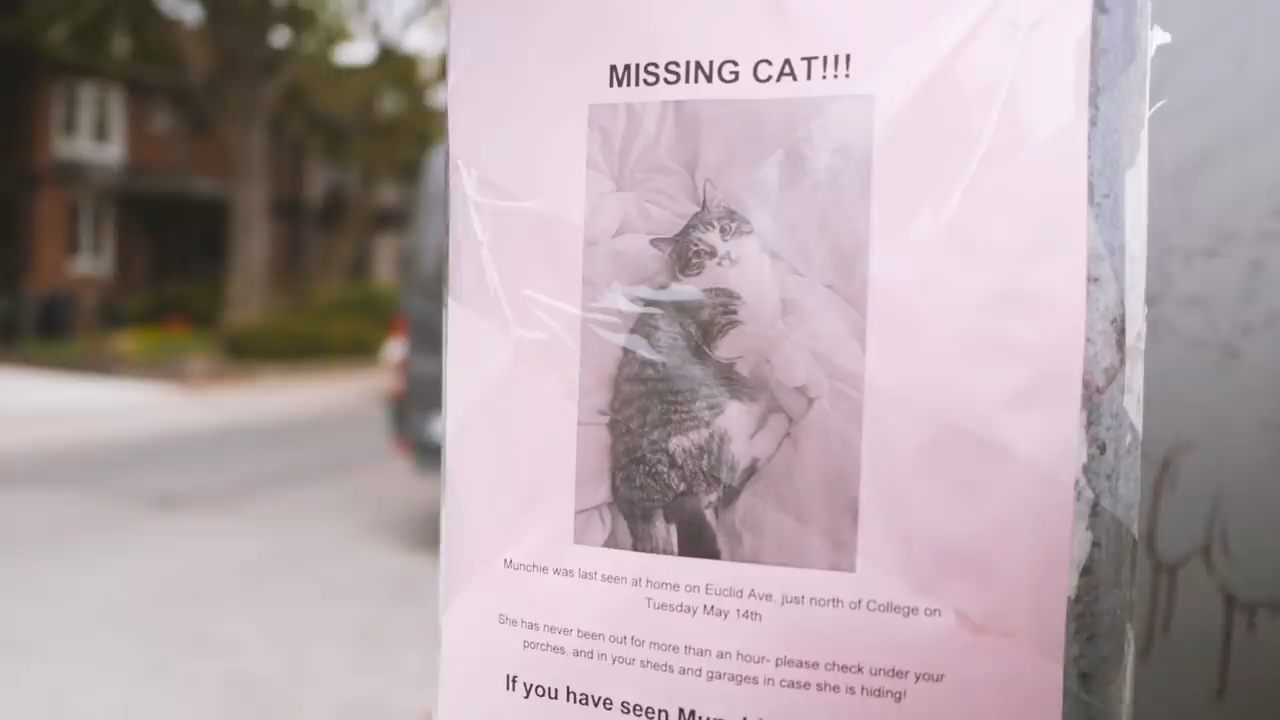 MISSING CAT!!!
Munchie was last seen at home on Euclid Ave, just north of College on
Tuesday May 14th
She has never been out for more than an hour- please check under your
porches, and in your sheds and garages in case she is hiding!
If you have seen